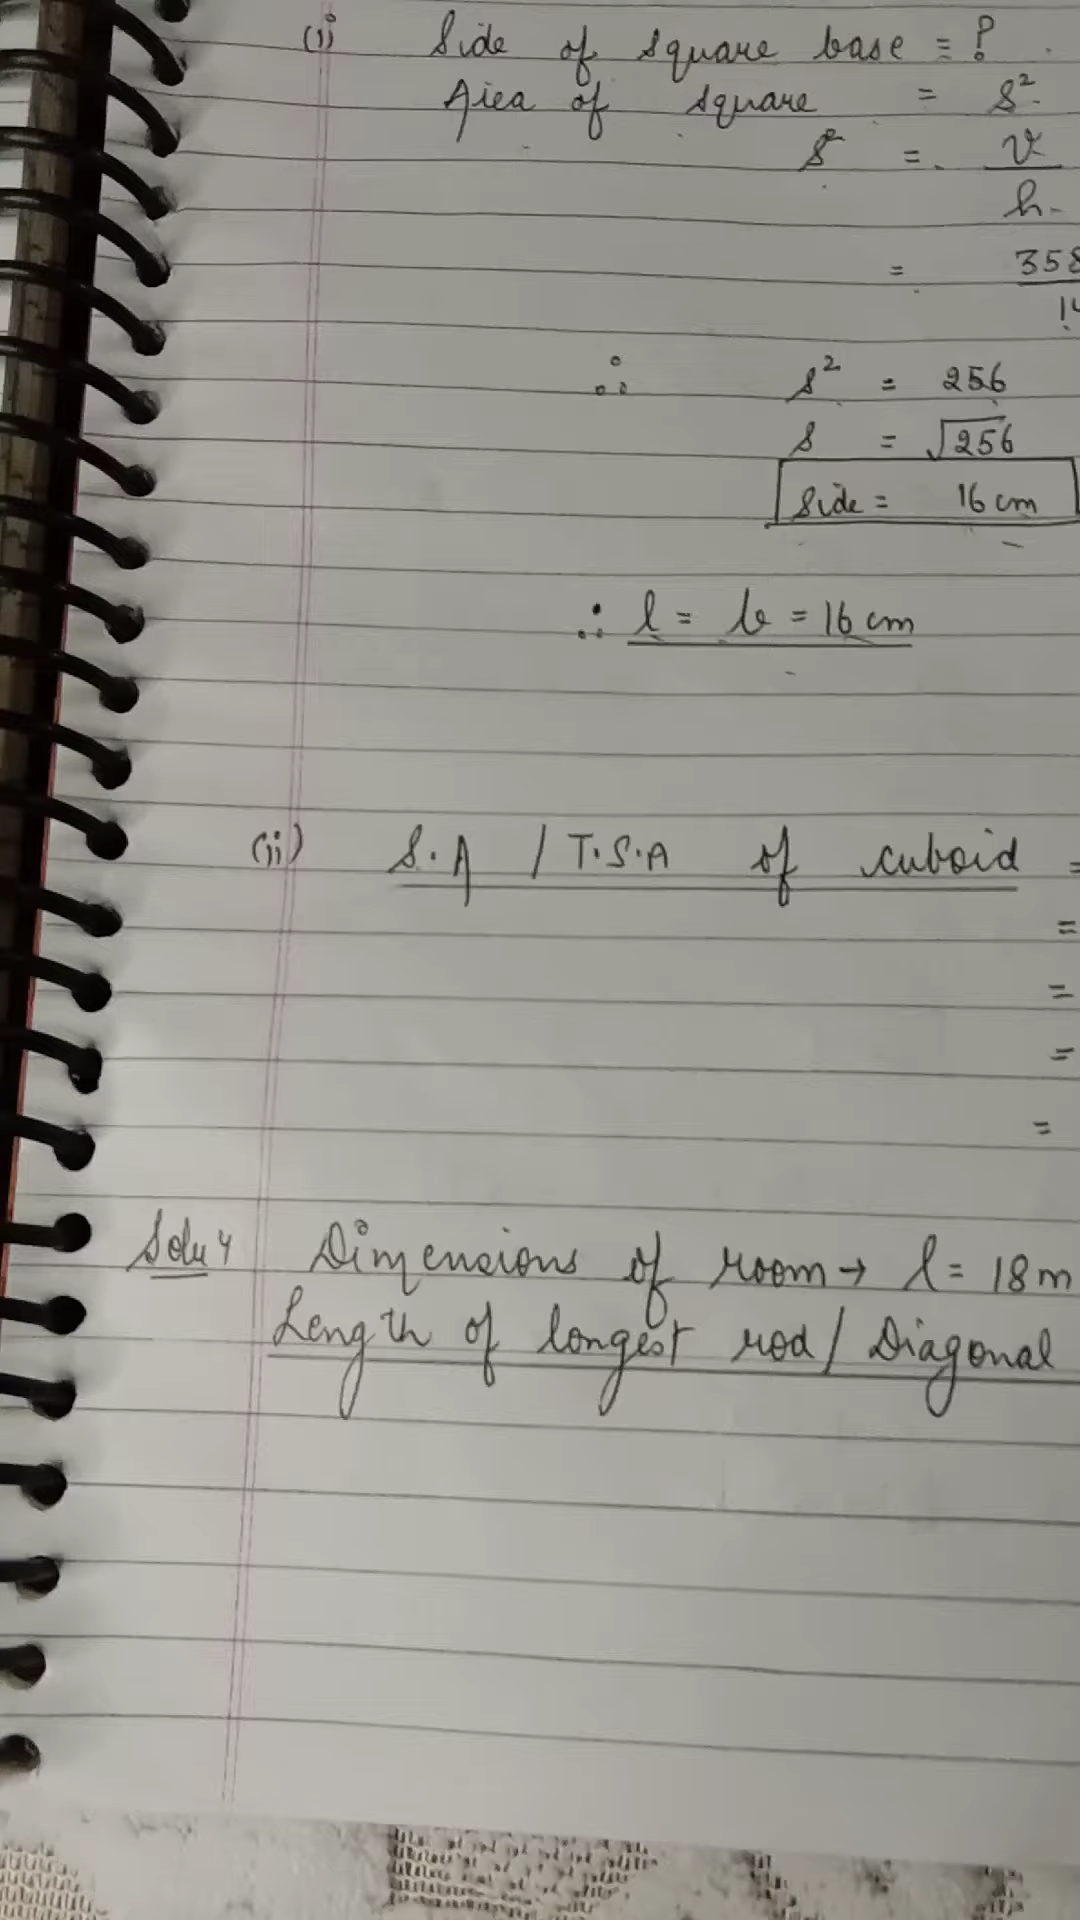 (i) Side of square base = ?
Area of square = s².
s² = v
h
= 358
14
∴ s² = 256
s = √256
Side = 16 cm
∴ l = b = 16 cm
(ii) S.A / T.S.A of cuboid =
=
=
=
=
Solu 4 Dimensions of room → l = 18 m
Length of longest rod / Diagonal